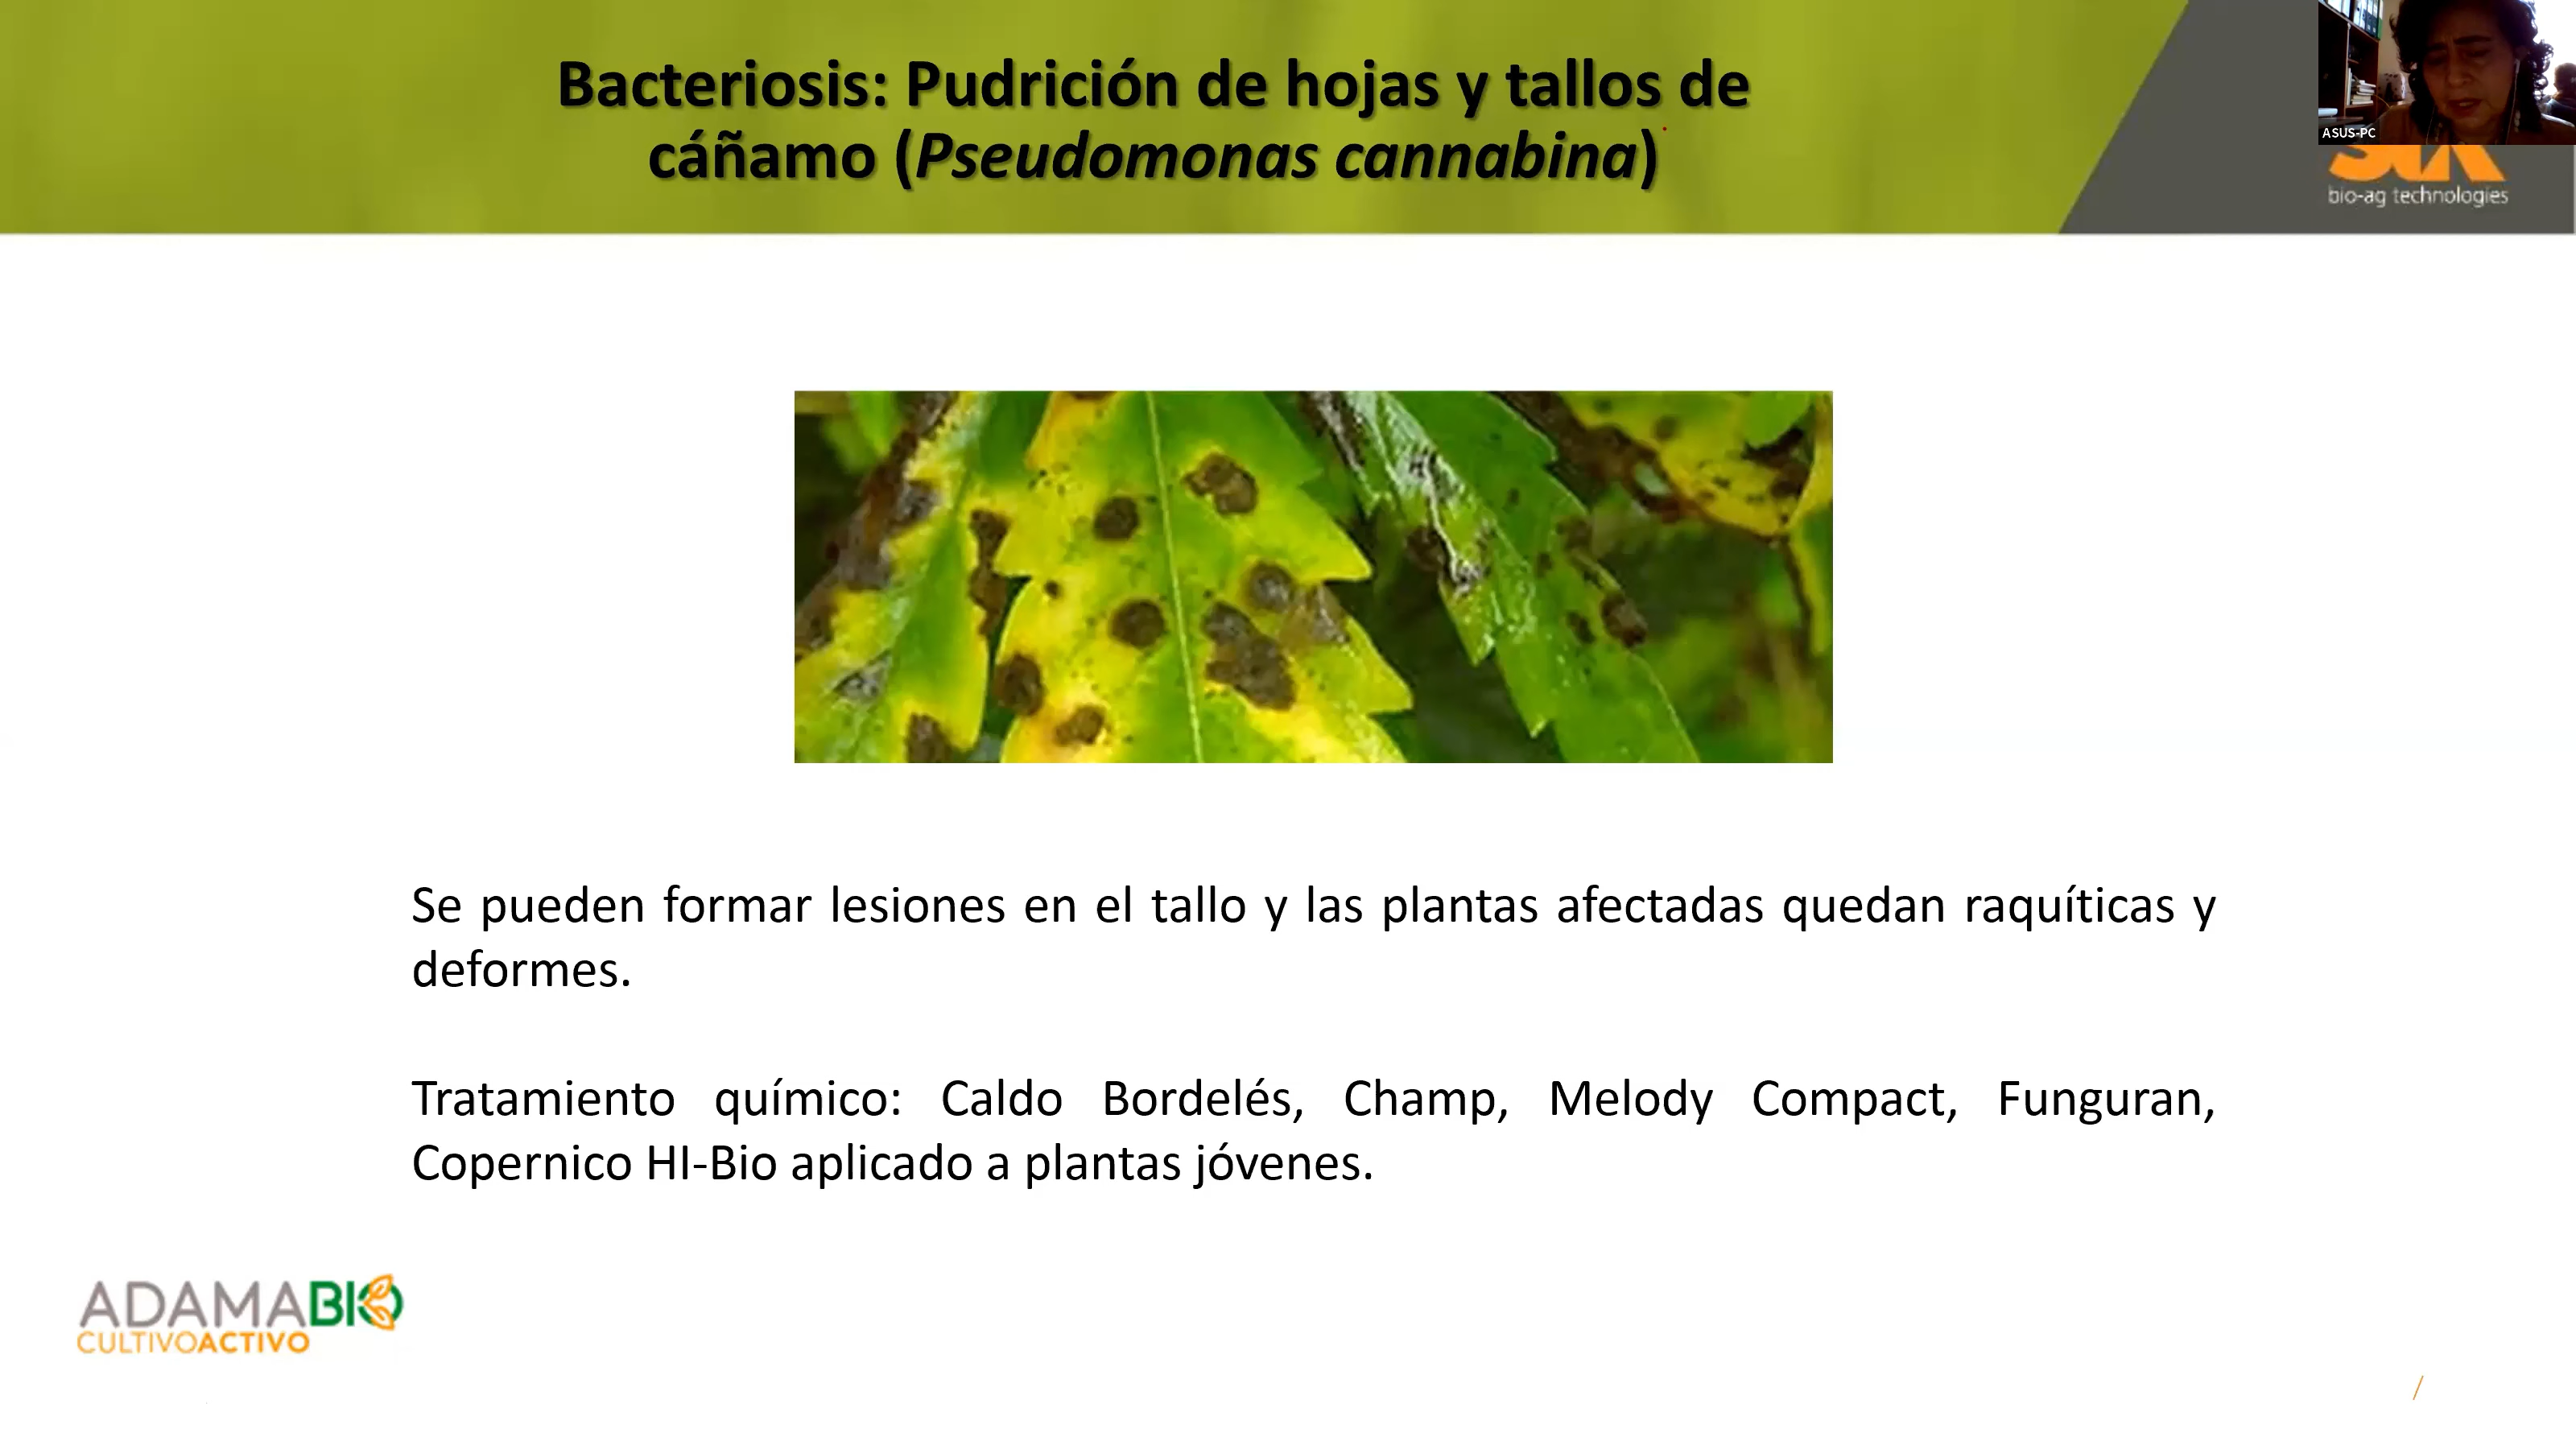 Bacteriosis: Pudrición de hojas y tallos de
cáñamo (Pseudomonas cannabina)
ASUS-PC
bio-ag technologies
Se pueden formar lesiones en el tallo y las plantas afectadas quedan raquíticas y
deformes.
Tratamiento químico: Caldo Bordelés, Champ, Melody Compact, Funguran,
Copernico HI-Bio aplicado a plantas jóvenes.
ADAMABIO
CULTIVOACTIVO
/